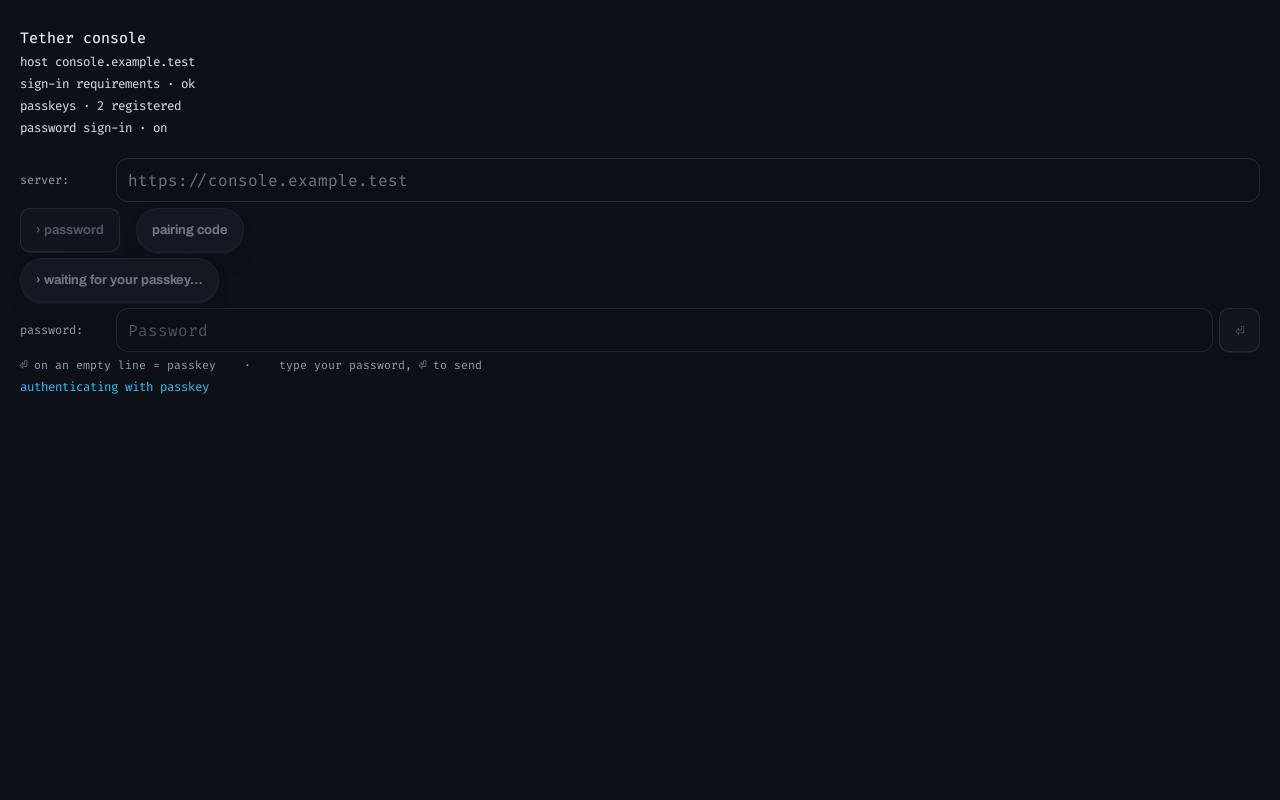 Tether console
host console.example.test
sign-in requirements · ok
passkeys · 2 registered
password sign-in · on
server: https://console.example.test
› password pairing code
› waiting for your passkey...
password: Password ⏎
⏎ on an empty line = passkey · type your password, ⏎ to send
authenticating with passkey